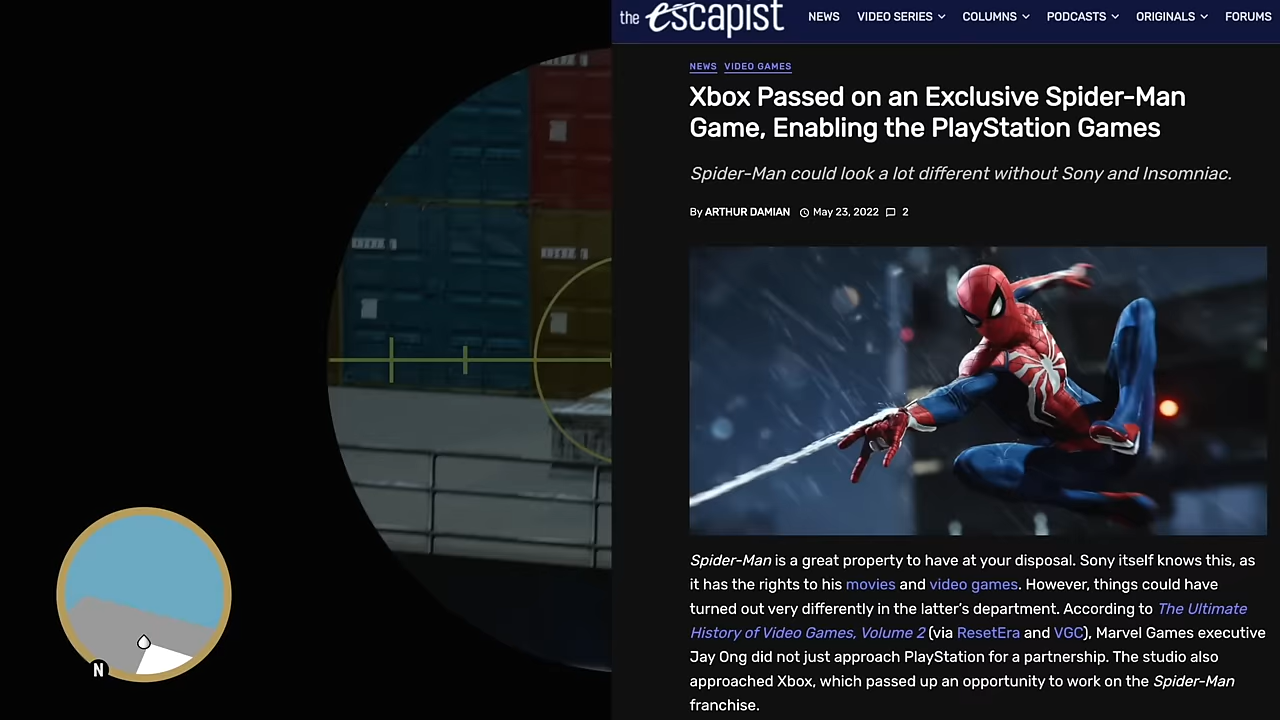 the escapist
NEWS VIDEO SERIES COLUMNS PODCASTS ORIGINALS FORUMS
NEWS VIDEO GAMES
Xbox Passed on an Exclusive Spider-Man
Game, Enabling the PlayStation Games
Spider-Man could look a lot different without Sony and Insomniac.
By ARTHUR DAMIAN May 23, 2022 2
Spider-Man is a great property to have at your disposal. Sony itself knows this, as
it has the rights to his movies and video games. However, things could have
turned out very differently in the latter's department. According to The Ultimate
History of Video Games, Volume 2 (via ResetEra and VGC), Marvel Games executive
Jay Ong did not just approach PlayStation for a partnership. The studio also
approached Xbox, which passed up an opportunity to work on the Spider-Man
franchise.
N